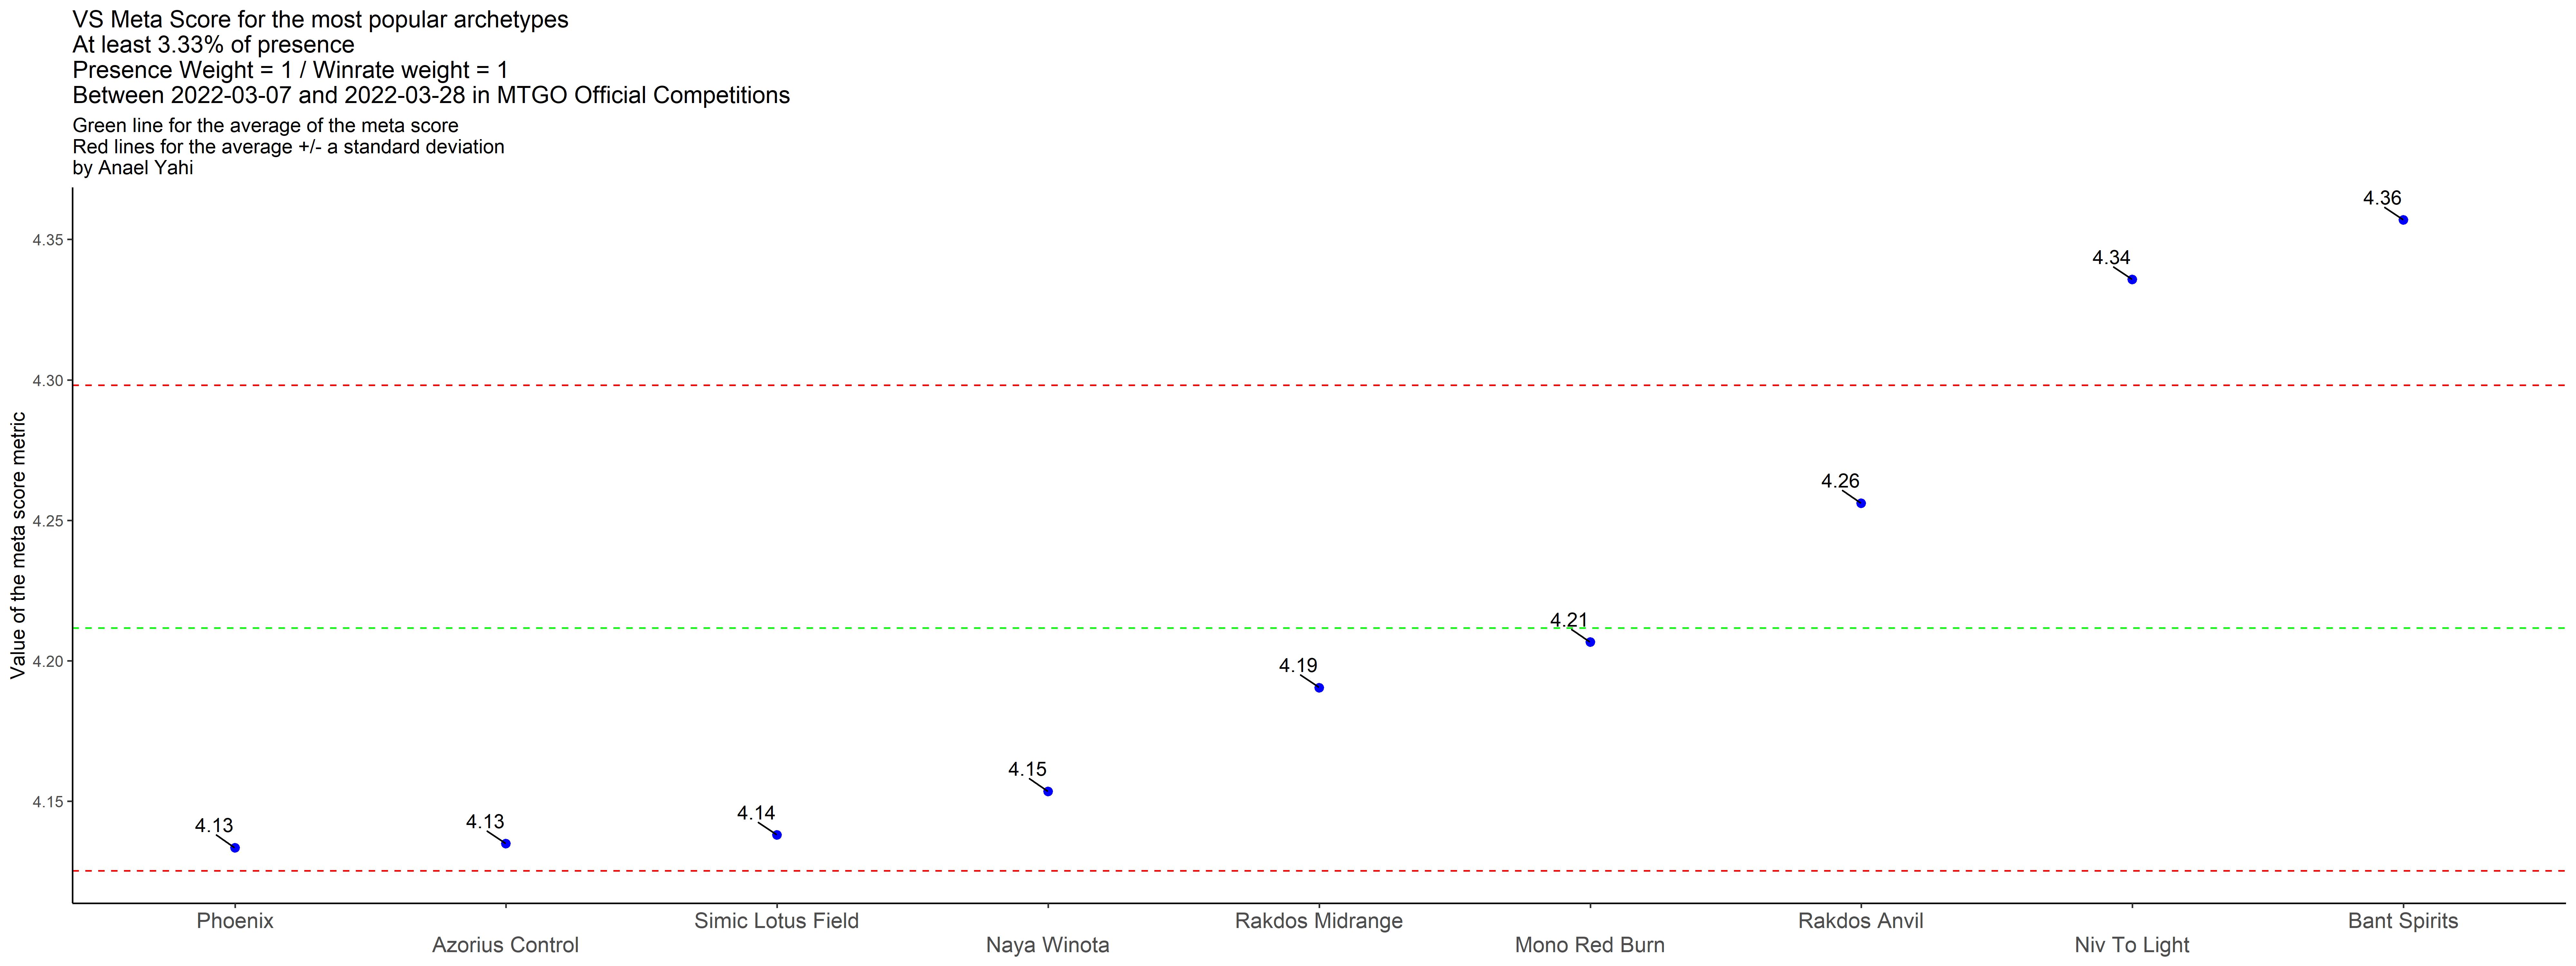 VS Meta Score for the most popular archetypes
At least 3.33% of presence
Presence Weight = 1 / Winrate weight = 1
Between 2022-03-07 and 2022-03-28 in MTGO Official Competitions
Green line for the average of the meta score
Red lines for the average +/- a standard deviation
by Anael Yahi
Value of the meta score metric
4.35
4.30
4.25
4.20
4.15
4.13
4.13
4.14
4.15
4.19
4.21
4.26
4.34
4.36
Phoenix
Azorius Control
Simic Lotus Field
Naya Winota
Rakdos Midrange
Mono Red Burn
Rakdos Anvil
Niv To Light
Bant Spirits